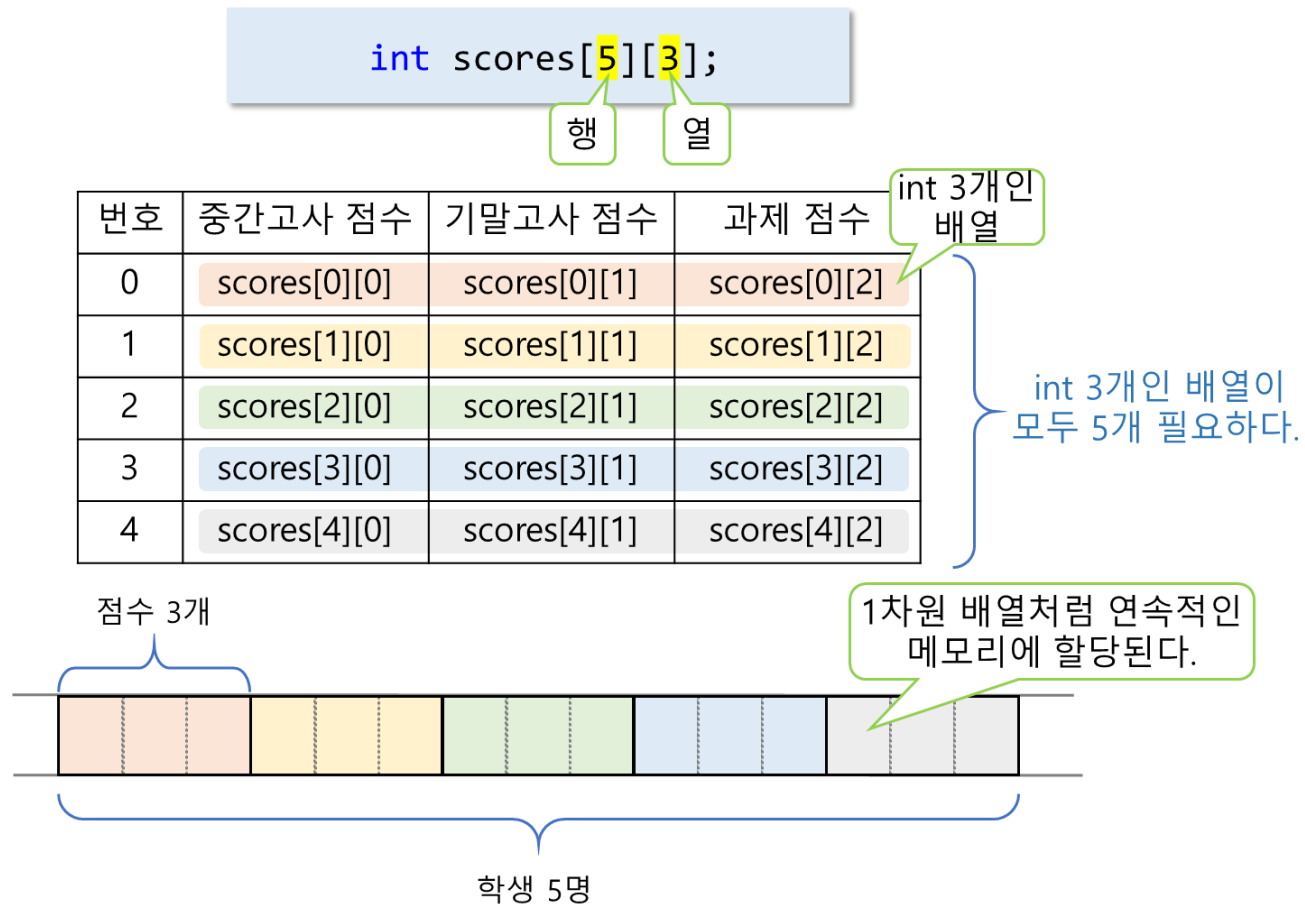 int scores[5][3];
행 열
int 3개인
배열
번호 중간고사 점수 기말고사 점수 과제 점수
0 scores[0][0] scores[0][1] scores[0][2]
1 scores[1][0] scores[1][1] scores[1][2]
2 scores[2][0] scores[2][1] scores[2][2]
3 scores[3][0] scores[3][1] scores[3][2]
4 scores[4][0] scores[4][1] scores[4][2]
int 3개인 배열이
모두 5개 필요하다.
점수 3개
1차원 배열처럼 연속적인
메모리에 할당된다.
학생 5명